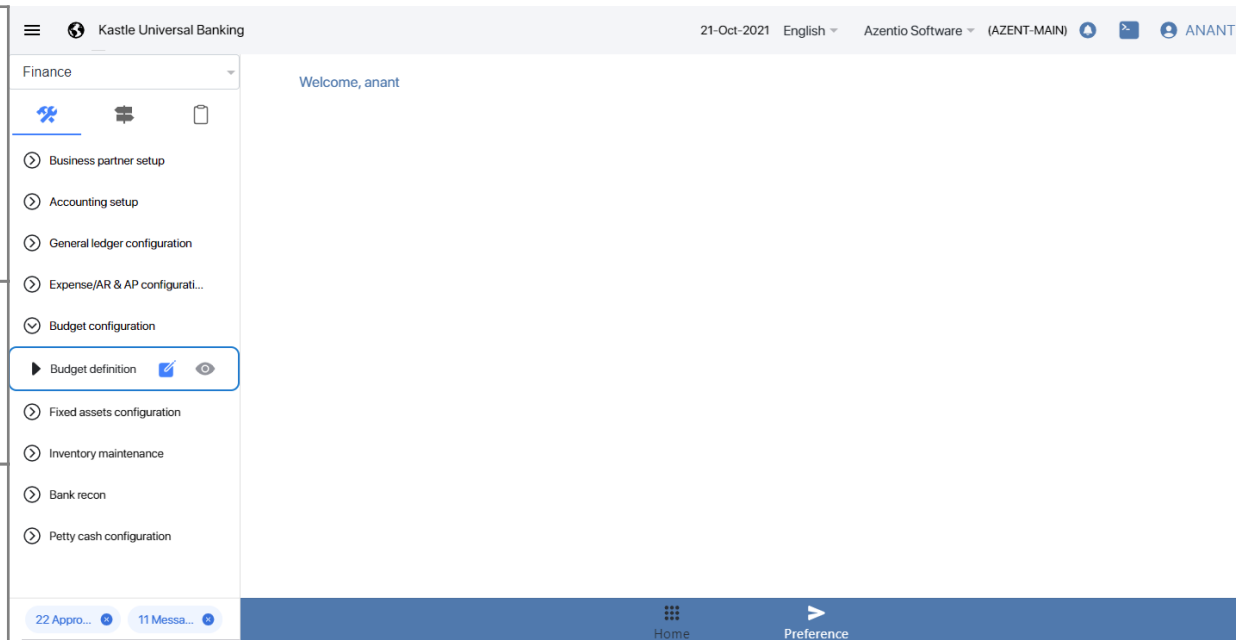 Kastle Universal Banking
21-Oct-2021 English Azentio Software (AZENT-MAIN) ANANT
Finance
Welcome, anant
Business partner setup
Accounting setup
General ledger configuration
Expense/AR & AP configurati...
Budget configuration
Budget definition
Fixed assets configuration
Inventory maintenance
Bank recon
Petty cash configuration
22 Appro... 11 Messa...
Home Preference